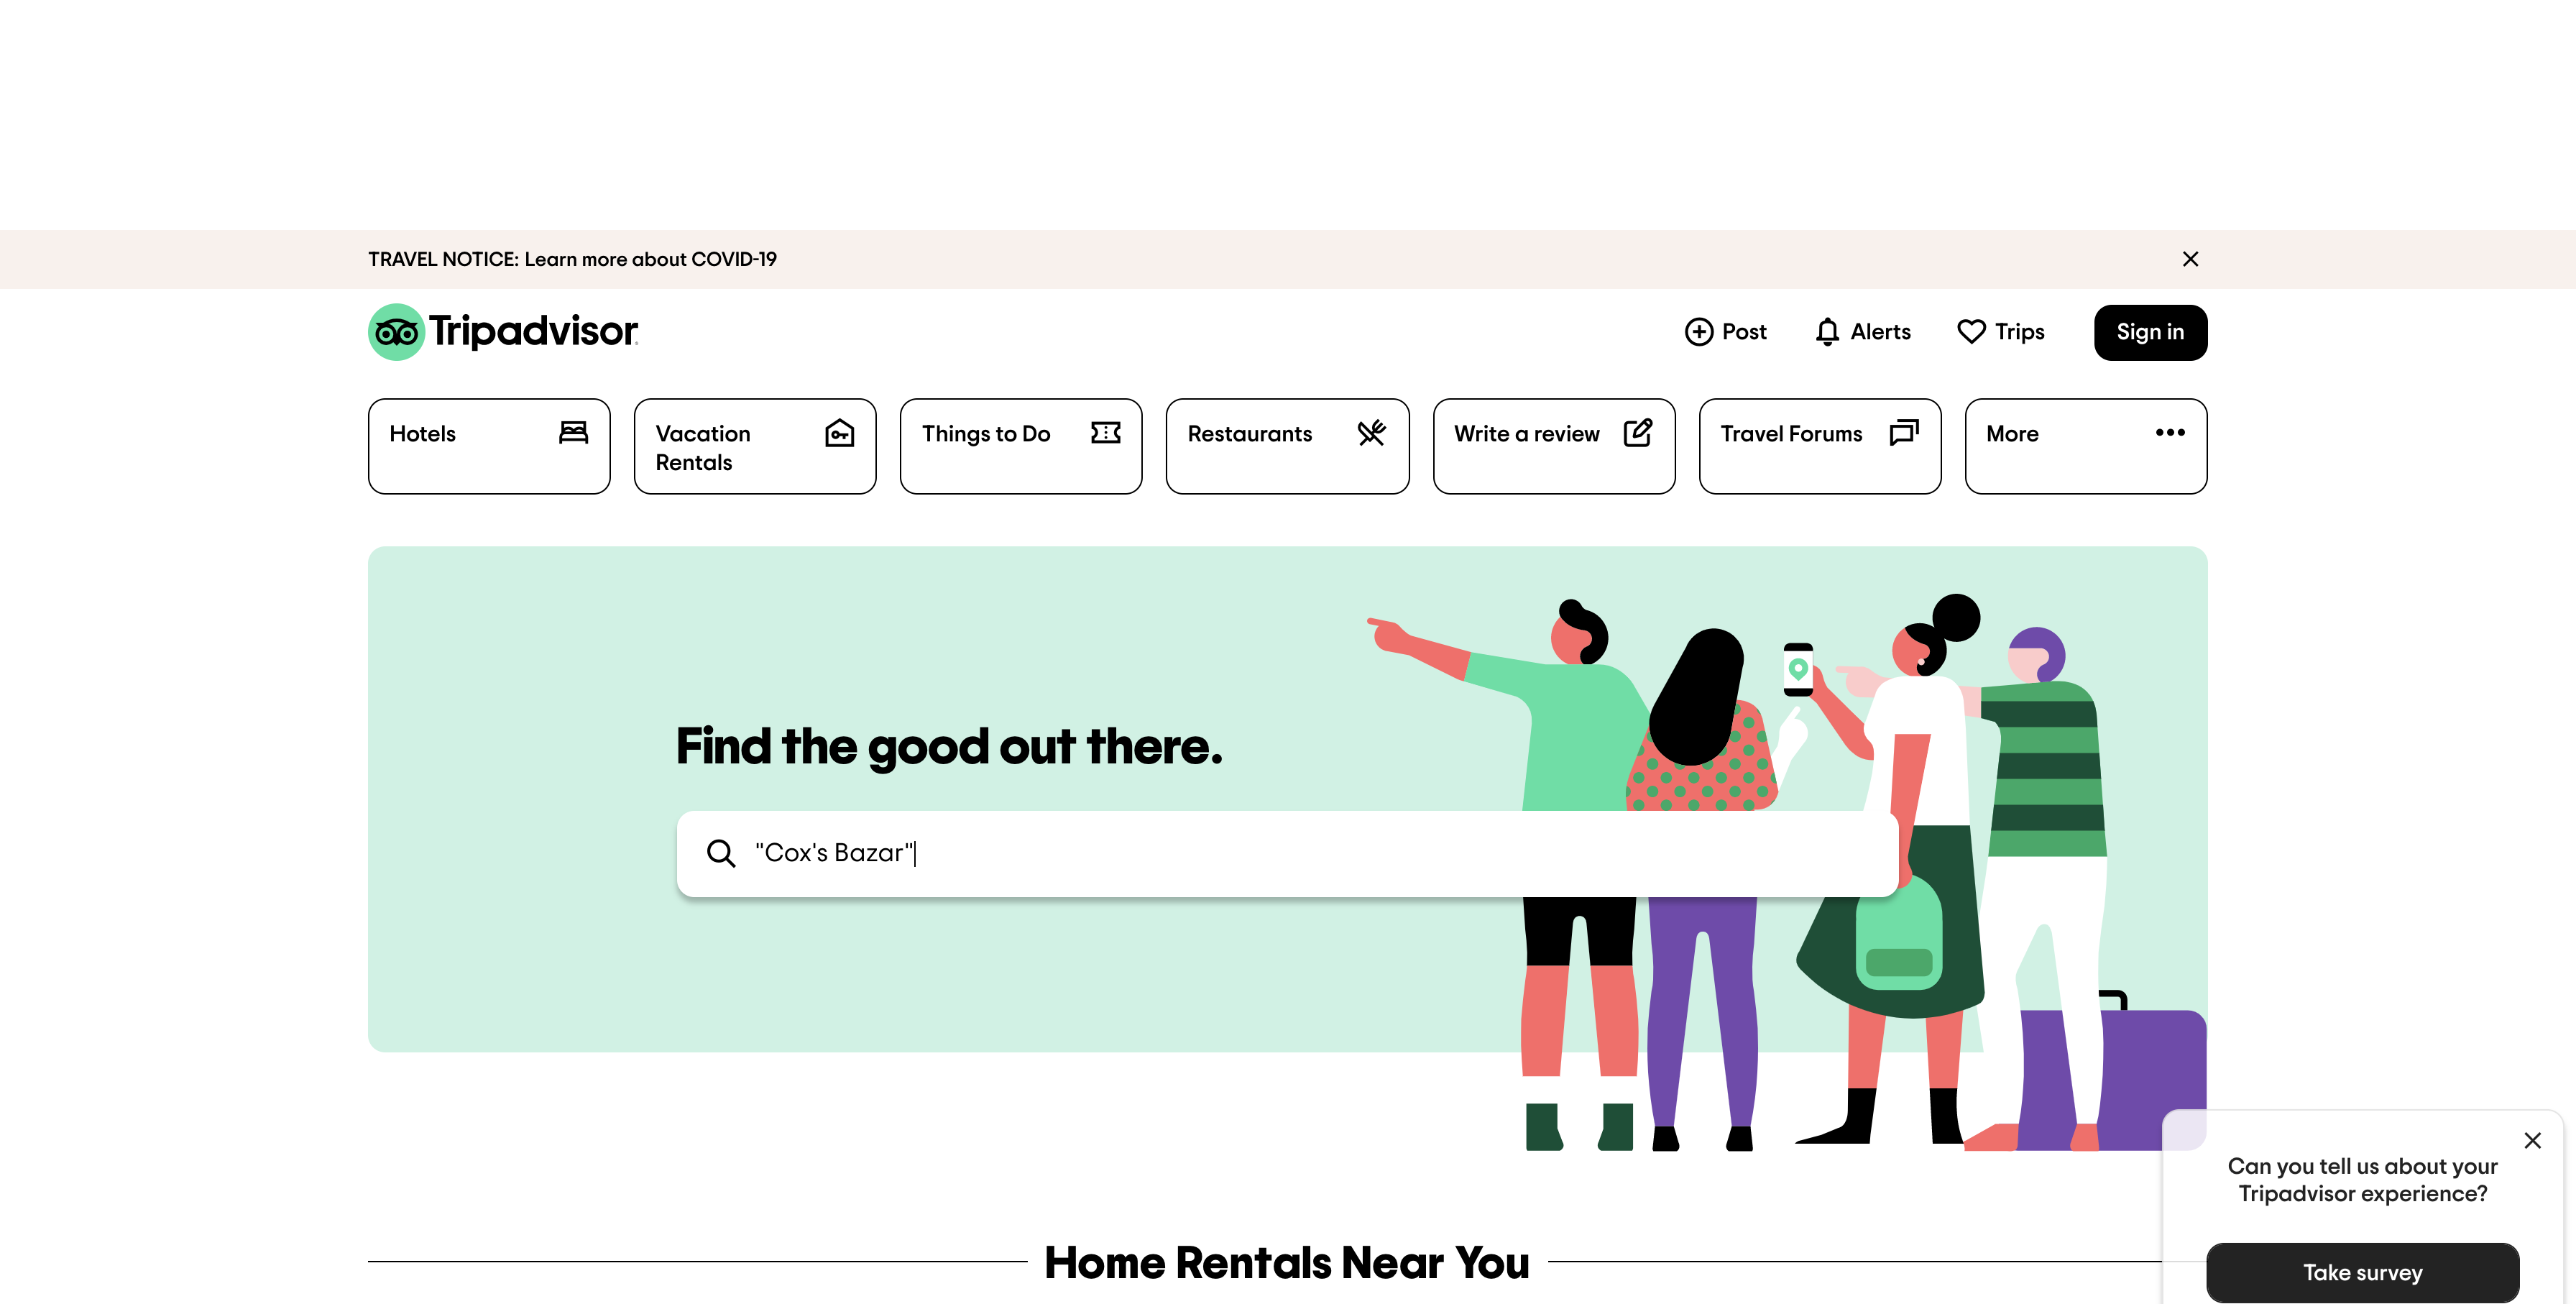 TRAVEL NOTICE: Learn more about COVID-19
Tripadvisor
Post
Alerts
Trips
Sign in
Hotels
Vacation
Rentals
Things to Do
Restaurants
Write a review
Travel Forums
More
Find the good out there.
"Cox's Bazar"
Can you tell us about your
Tripadvisor experience?
Take survey
Home Rentals Near You